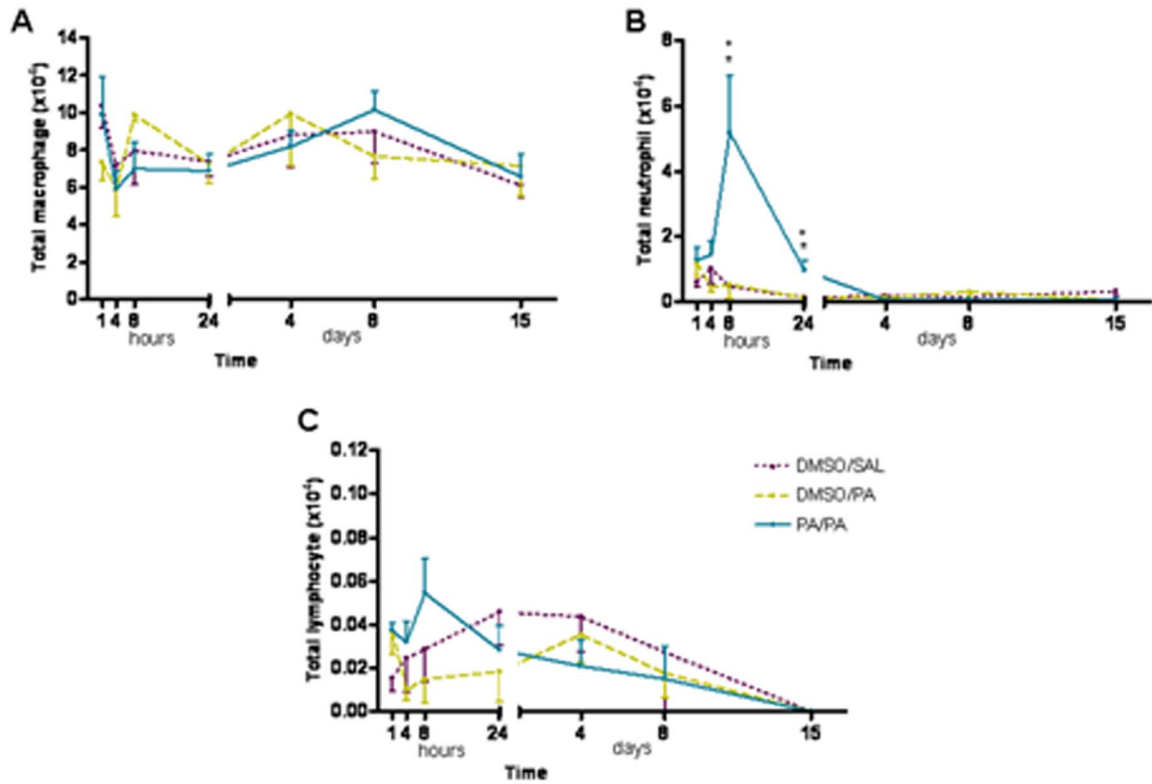 A
Total macrophage (x10⁴)
14
12
10
8
6
4
2
0
1 4 8 24 4 8 15
hours days
Time
B
Total neutrophil (x10⁴)
8
6
4
2
0
* *
* *
1 4 8 24 4 8 15
hours days
Time
C
Total lymphocyte (x10⁴)
0.12
0.10
0.08
0.06
0.04
0.02
0.00
1 4 8 24 4 8 15
hours days
Time
DMSO/SAL
DMSO/PA
PA/PA